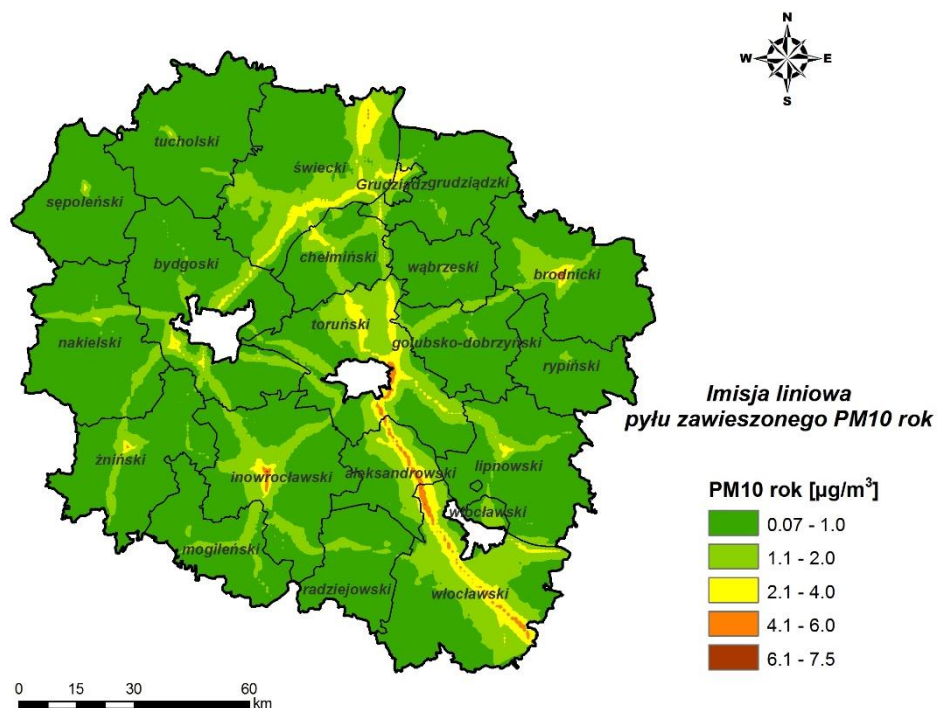 N
W E
S
tucholski
świecki
Grudziądz
grudziądzki
sępoleński
bydgoski
chełmiński
wąbrzeski
brodnicki
nakielski
toruński
golubsko-dobrzyński
rypiński
Imisja liniowa
pyłu zawieszonego PM10 rok
żniński
inowrocławski
aleksandrowski
lipnowski
włocławski
mogileński
radziejowski
włocławski
PM10 rok [µg/m³]
0.07 - 1.0
1.1 - 2.0
2.1 - 4.0
4.1 - 6.0
6.1 - 7.5
0 15 30 60
km